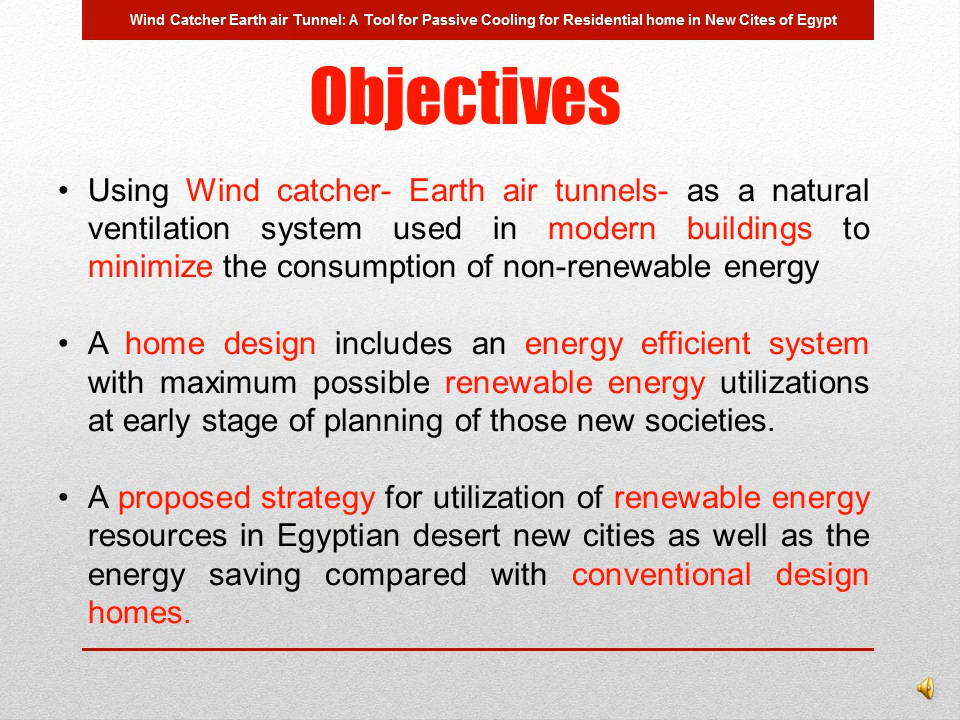 Wind Catcher Earth air Tunnel: A Tool for Passive Cooling for Residential home in New Cites of Egypt
Objectives
• Using Wind catcher- Earth air tunnels- as a natural
ventilation system used in modern buildings to
minimize the consumption of non-renewable energy
• A home design includes an energy efficient system
with maximum possible renewable energy utilizations
at early stage of planning of those new societies.
• A proposed strategy for utilization of renewable energy
resources in Egyptian desert new cities as well as the
energy saving compared with conventional design
homes.